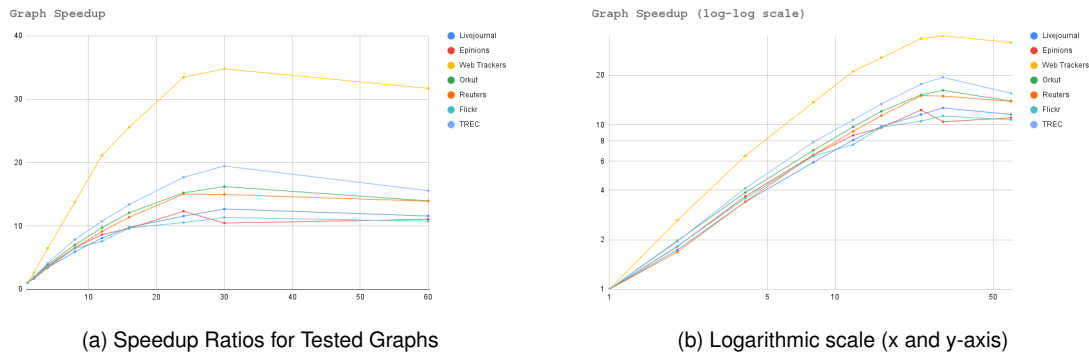 Graph Speedup
40
30
20
10
0
10
20
30
40
50
60
Livejournal
Epinions
Web Trackers
Orkut
Reuters
Flickr
TREC
(a) Speedup Ratios for Tested Graphs
Graph Speedup (log-log scale)
20
10
8
6
4
2
1
1
5
10
50
Livejournal
Epinions
Web Trackers
Orkut
Reuters
Flickr
TREC
(b) Logarithmic scale (x and y-axis)